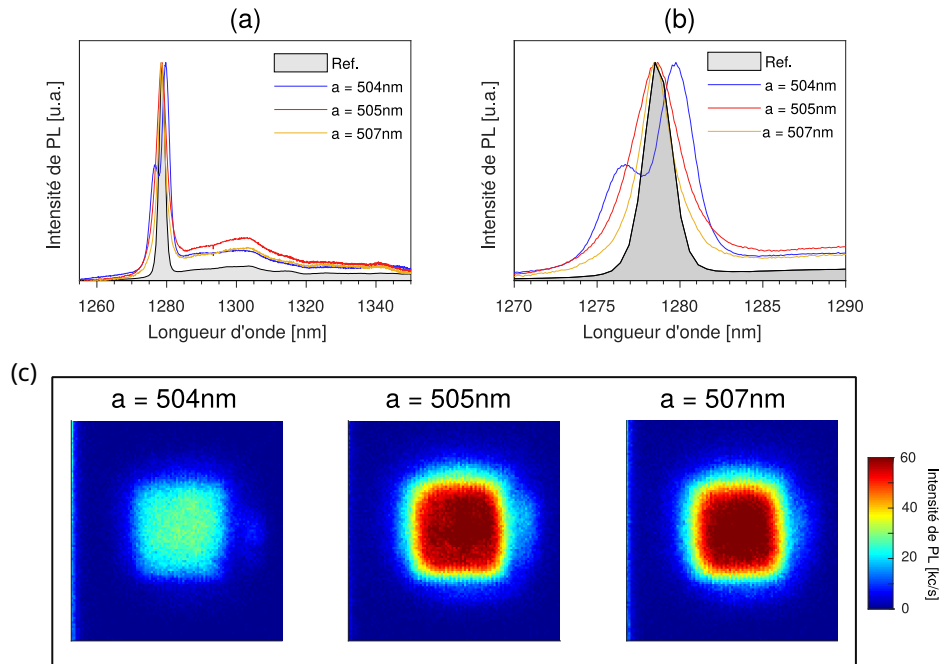 (a)
Intensité de PL [u.a.]
Ref.
a = 504nm
a = 505nm
a = 507nm
1260
1280
1300
1320
1340
Longueur d'onde [nm]
(b)
Intensité de PL [u.a.]
Ref.
a = 504nm
a = 505nm
a = 507nm
1270
1275
1280
1285
1290
Longueur d'onde [nm]
(c)
a = 504nm
a = 505nm
a = 507nm
60
40
20
0
Intensité de PL [kc/s]